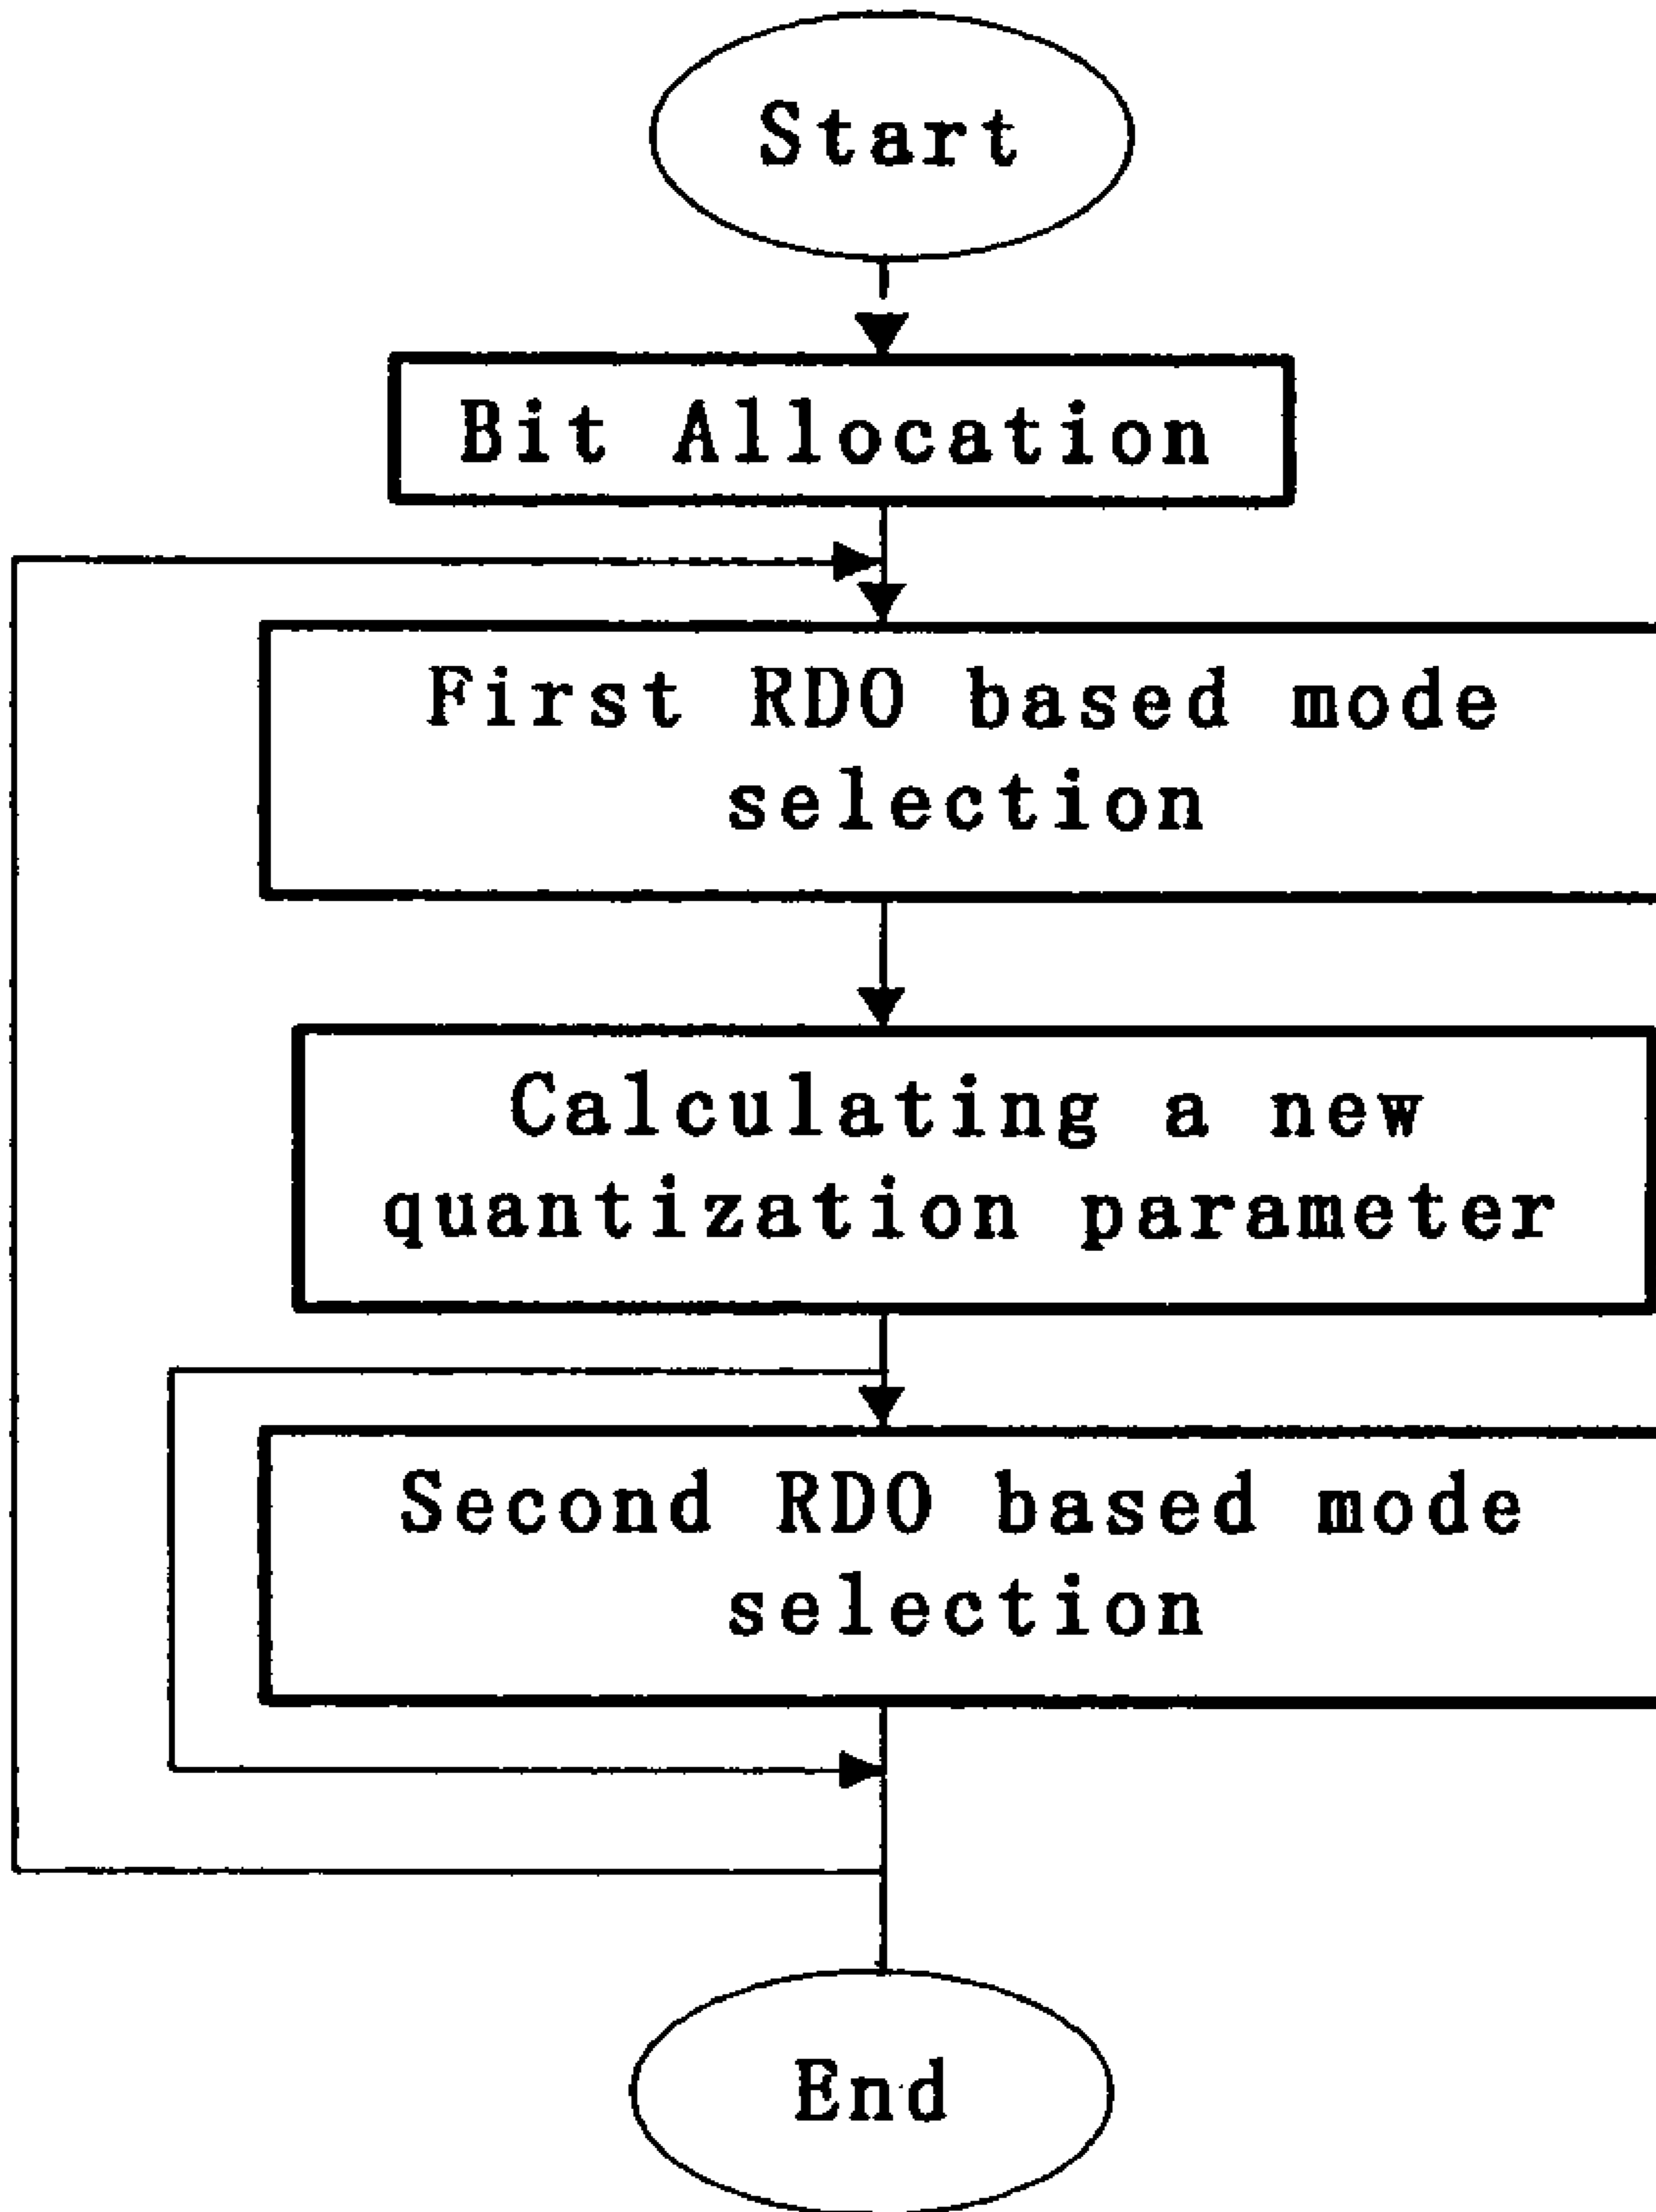 Start
Bit Allocation
First RDO based mode
selection
Calculating a new
quantization parameter
Second RDO based mode
selection
End